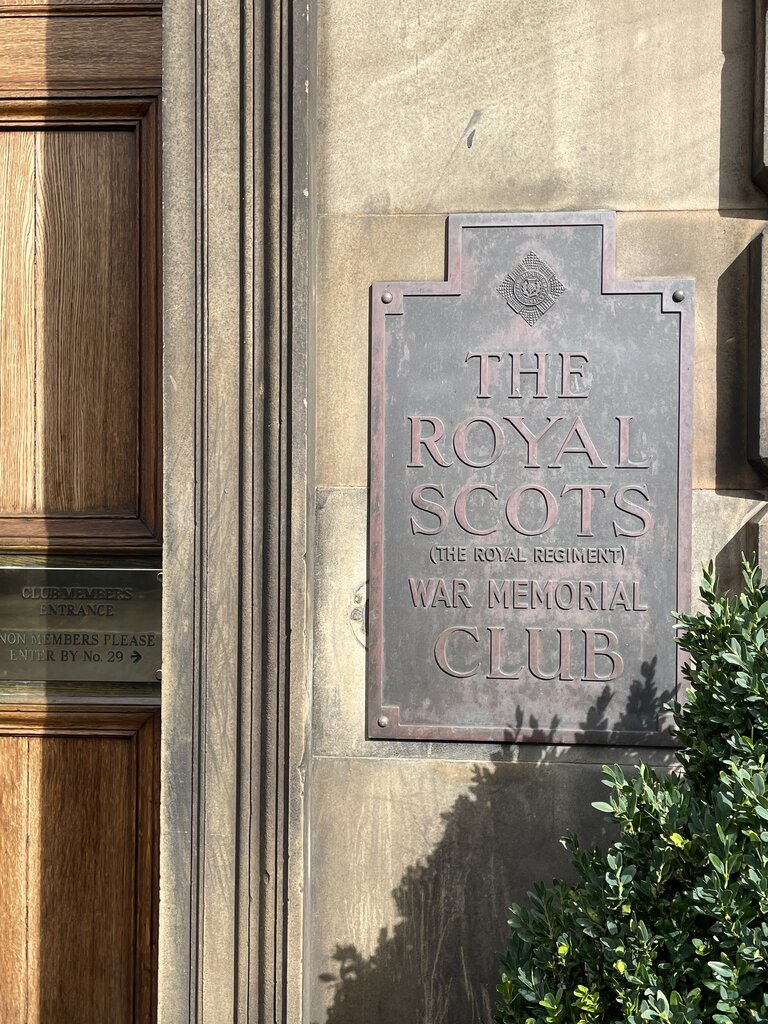 CLUB MEMBERS
ENTRANCE
NON MEMBERS PLEASE
ENTER BY No. 29 →
THE
ROYAL
SCOTS
(THE ROYAL REGIMENT)
WAR MEMORIAL
CLUB